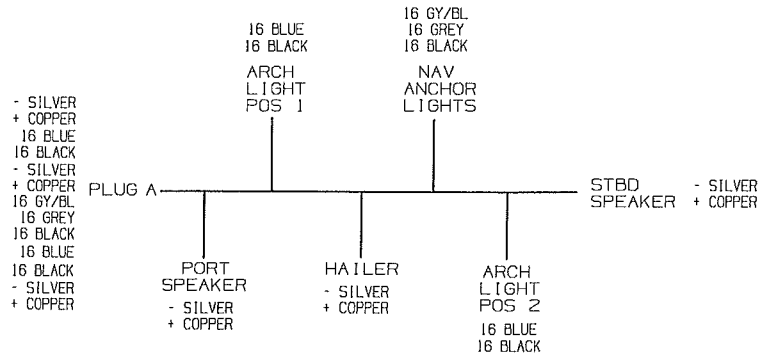 16 BLUE
16 BLACK
ARCH
LIGHT
POS 1
16 GY/BL
16 GREY
16 BLACK
NAV
ANCHOR
LIGHTS
- SILVER
+ COPPER
16 BLUE
16 BLACK
- SILVER
+ COPPER
16 GY/BL
16 GREY
16 BLACK
16 BLUE
16 BLACK
- SILVER
+ COPPER
PLUG A
STBD
SPEAKER
- SILVER
+ COPPER
PORT
SPEAKER
- SILVER
+ COPPER
HAILER
- SILVER
+ COPPER
ARCH
LIGHT
POS 2
16 BLUE
16 BLACK